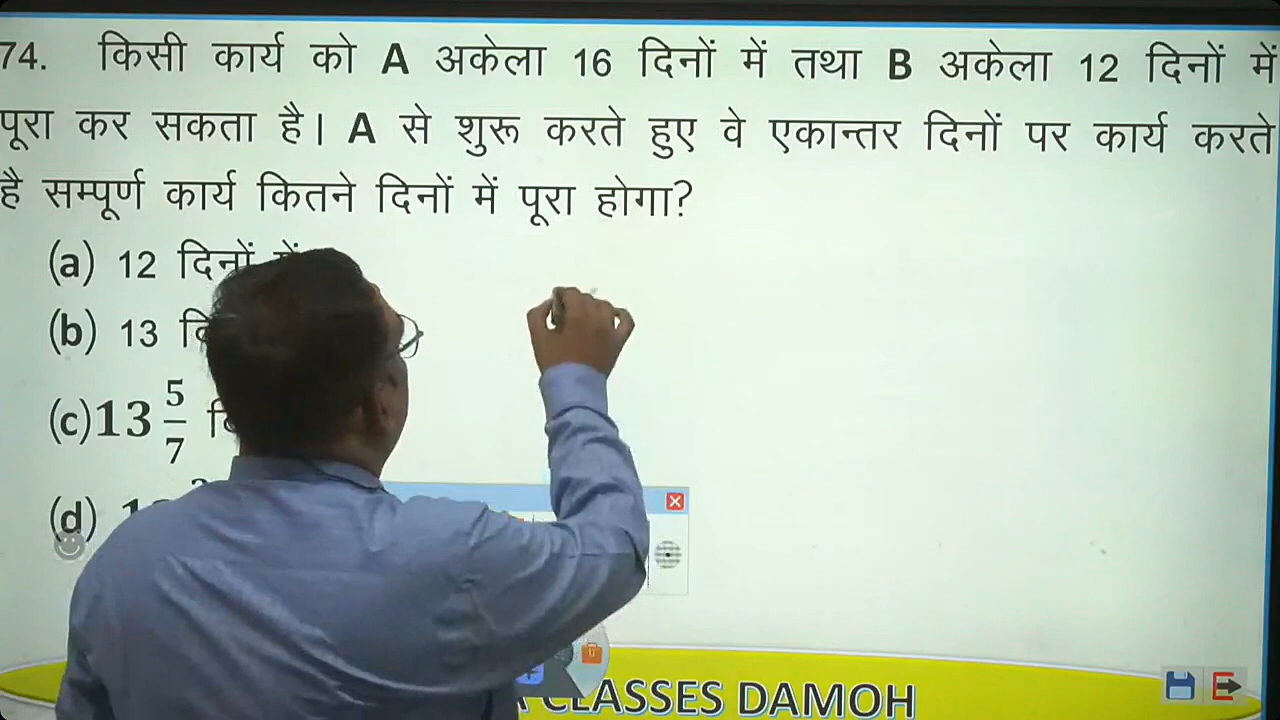 74. किसी कार्य को A अकेला 16 दिनों में तथा B अकेला 12 दिनों में
पूरा कर सकता है। A से शुरू करते हुए वे एकान्तर दिनों पर कार्य करते
है सम्पूर्ण कार्य कितने दिनों में पूरा होगा?
(a) 12 दिनों में
(b) 13
(c) 13 5/7
(d)
CLASSES DAMOH